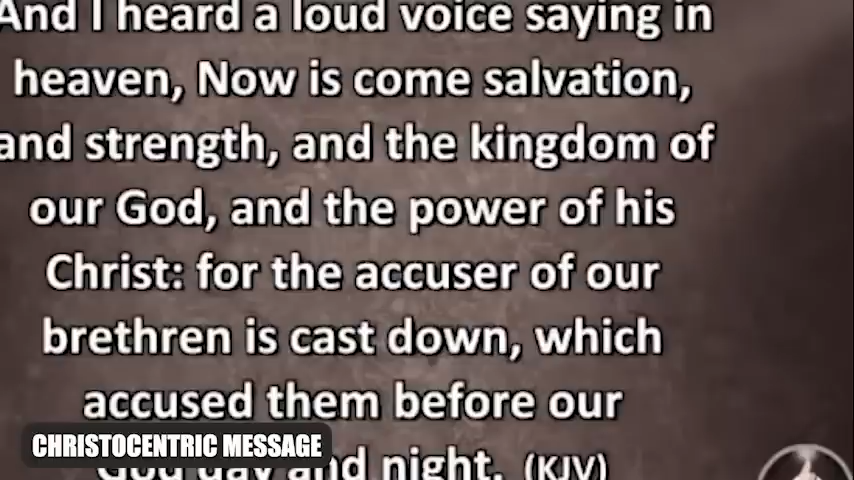 And I heard a loud voice saying in
heaven, Now is come salvation,
and strength, and the kingdom of
our God, and the power of his
Christ: for the accuser of our
brethren is cast down, which
accused them before our
God day and night. (KJV)
CHRISTOCENTRIC MESSAGE